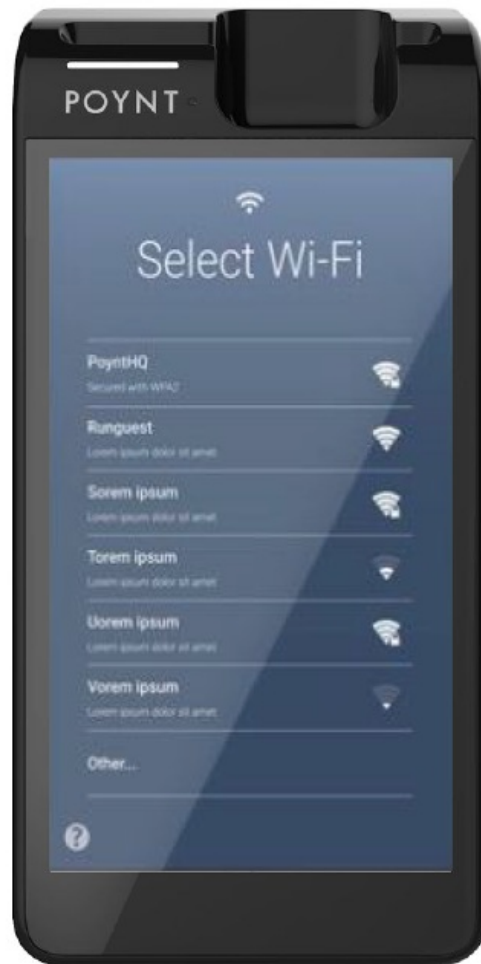 POYNT
Select Wi-Fi
PoyntHQ
Secured with WPA2
Runguest
Lorem ipsum dolor sit amet
Sorem ipsum
Lorem ipsum dolor sit amet
Torem ipsum
Lorem ipsum dolor sit amet
Uorem ipsum
Lorem ipsum dolor sit amet
Vorem ipsum
Lorem ipsum dolor sit amet
Other...
?